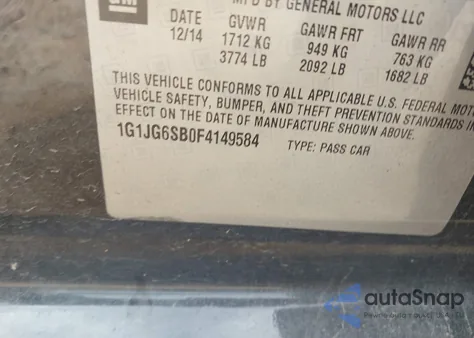 GM
MFD BY GENERAL MOTORS LLC
DATE GVWR GAWR FRT GAWR RR
12/14 1712 KG 949 KG 763 KG
3774 LB 2092 LB 1682 LB
THIS VEHICLE CONFORMS TO ALL APPLICABLE U.S. FEDERAL MOTOR
VEHICLE SAFETY, BUMPER, AND THEFT PREVENTION STANDARDS IN
EFFECT ON THE DATE OF MANUFACTURE SHOWN ABOVE.
1G1JG6SB0F4149584 TYPE: PASS CAR
autoSnap